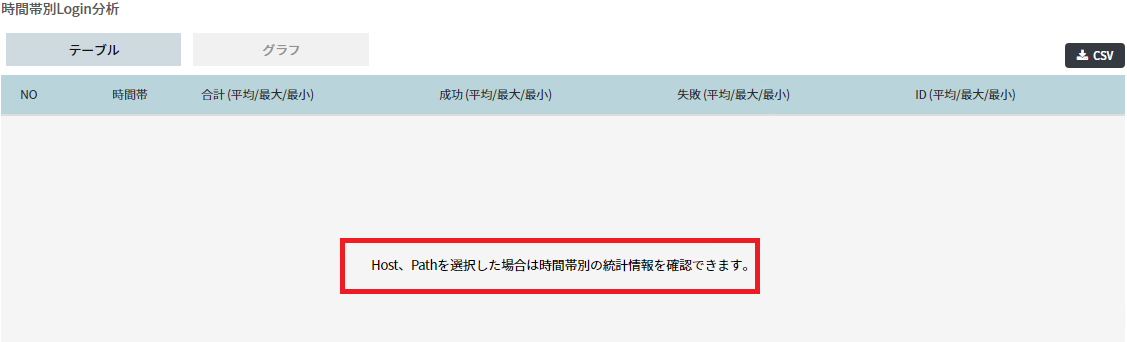 時間帯別Login分析
テーブル グラフ
CSV
NO 時間帯 合計 (平均/最大/最小) 成功 (平均/最大/最小) 失敗 (平均/最大/最小) ID (平均/最大/最小)
Host、Pathを選択した場合は時間帯別の統計情報を確認できます。